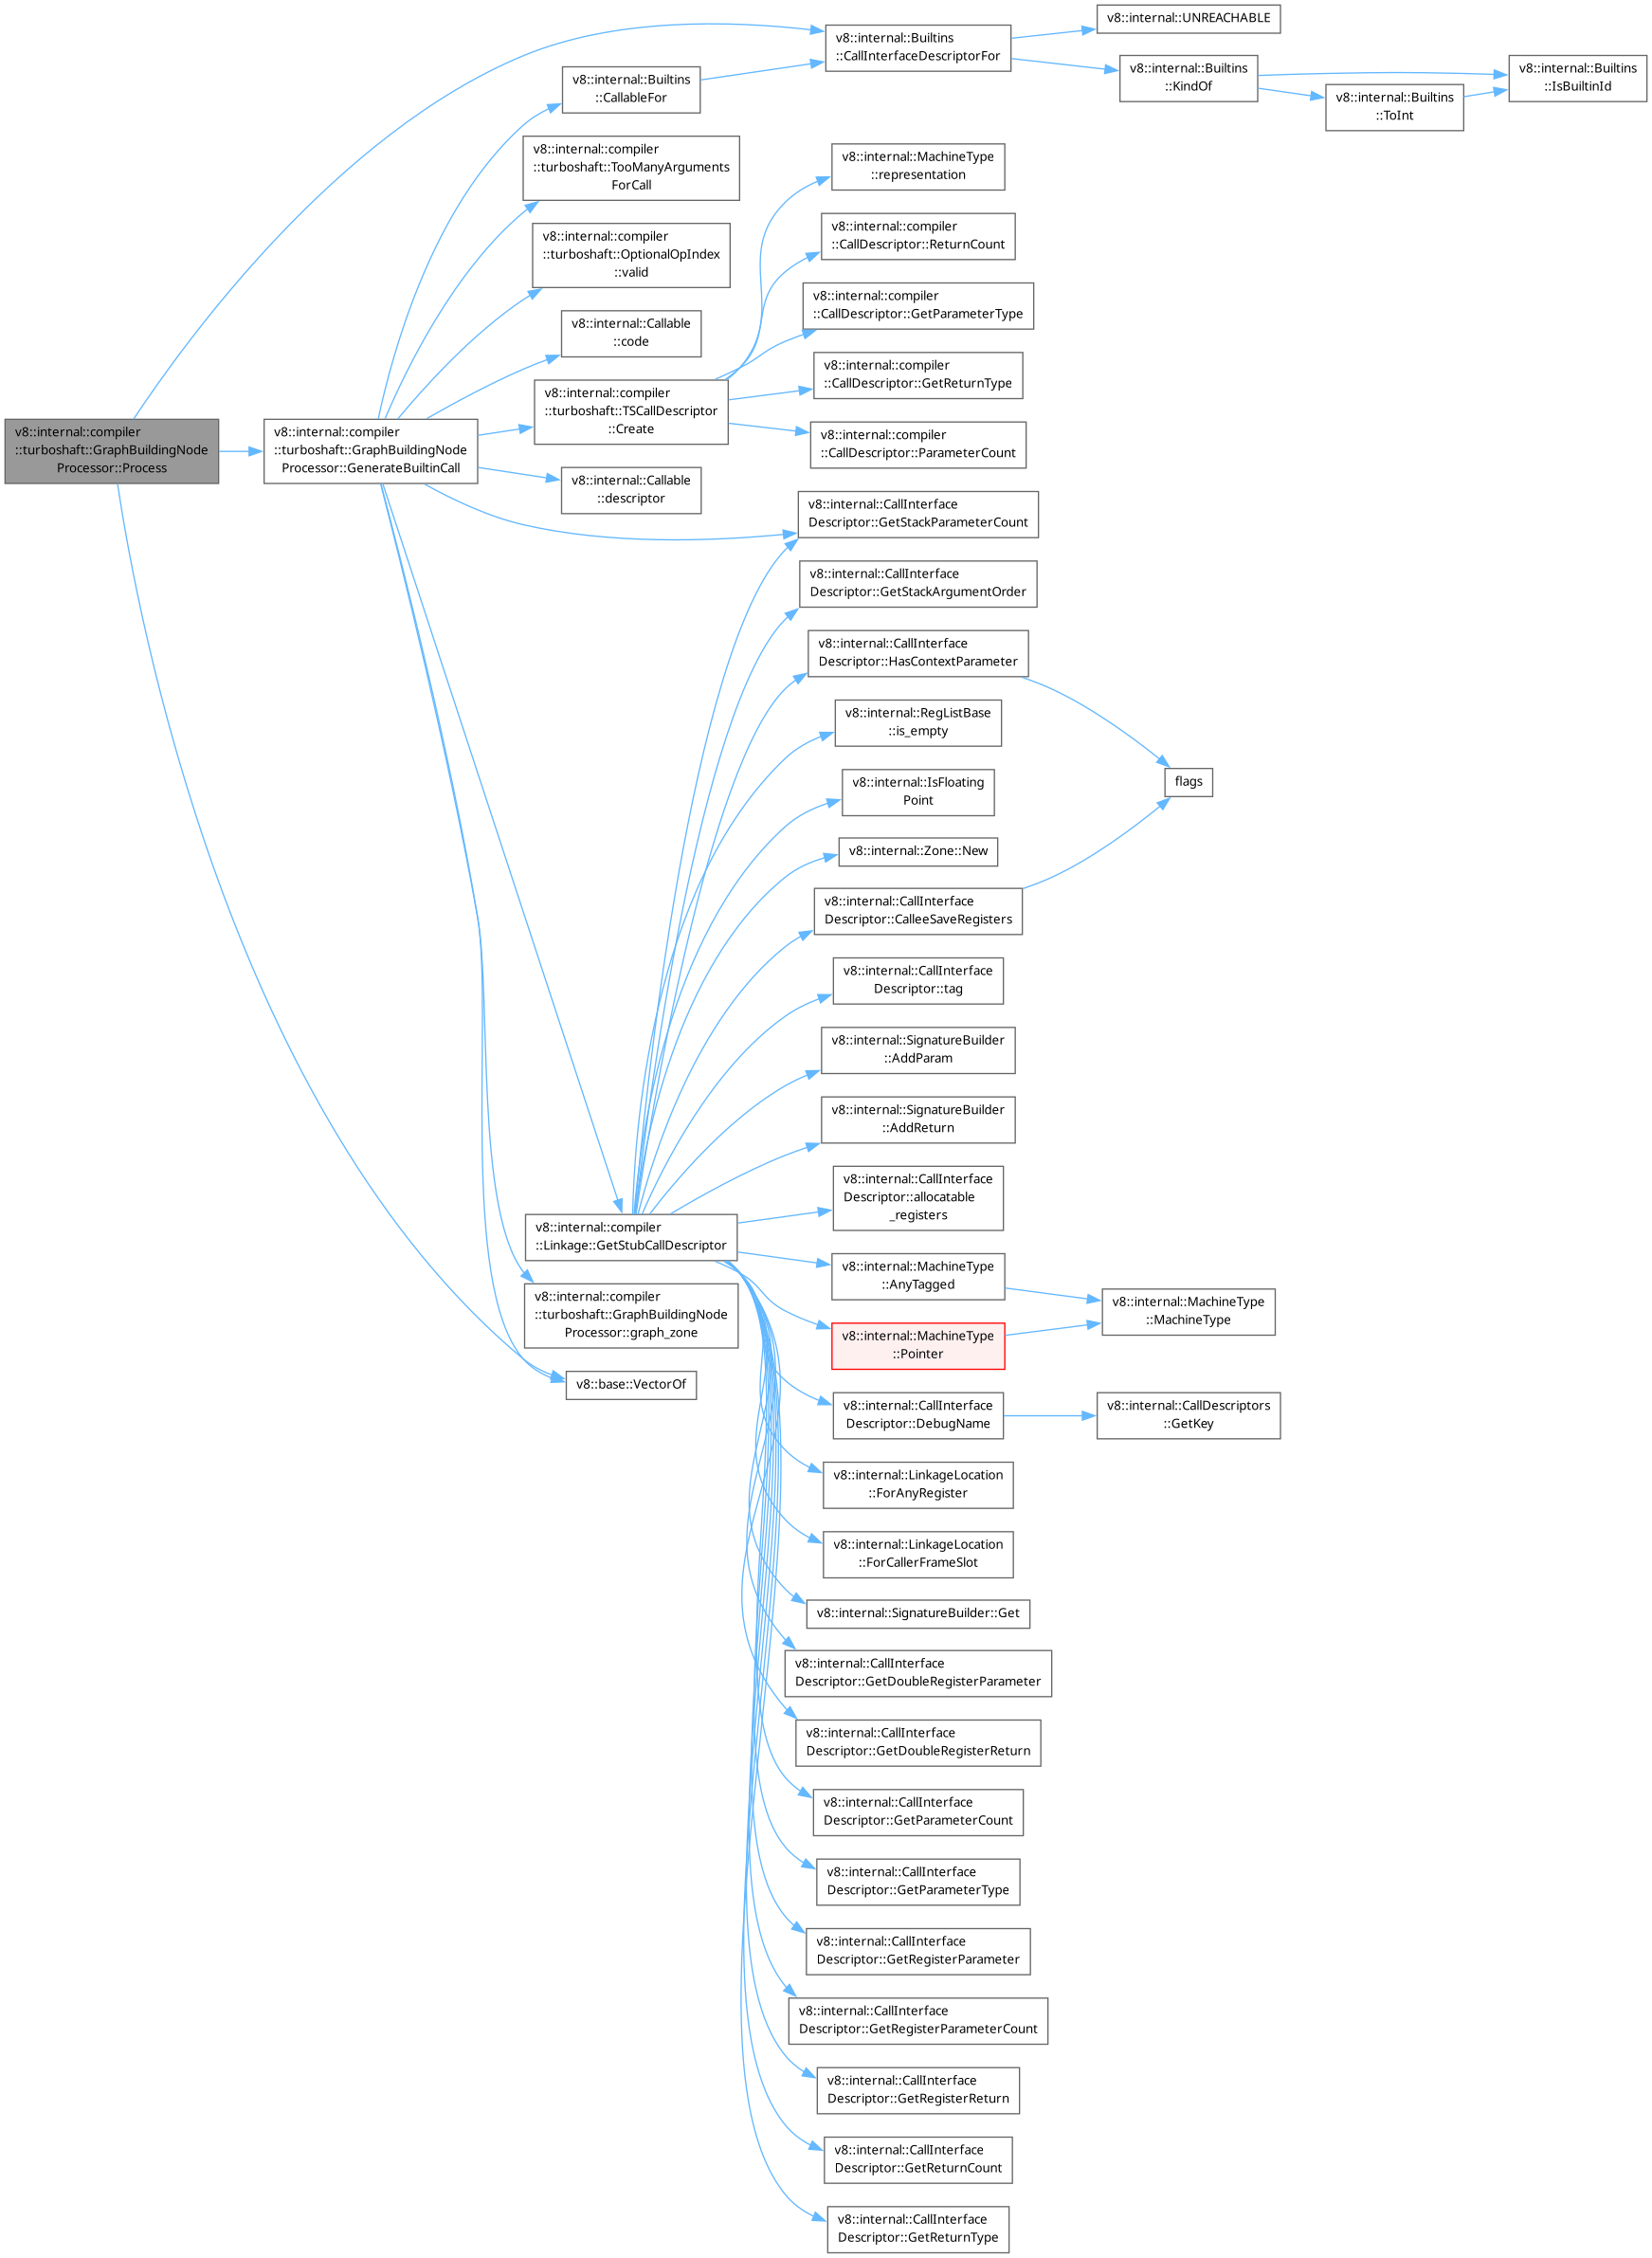 v8::internal::compiler
::turboshaft::GraphBuildingNode
Processor::Process
v8::internal::compiler
::turboshaft::GraphBuildingNode
Processor::GenerateBuiltinCall
v8::internal::Builtins
::CallableFor
v8::internal::compiler
::turboshaft::TooManyArguments
ForCall
v8::internal::compiler
::turboshaft::OptionalOpIndex
::valid
v8::internal::Callable
::code
v8::internal::compiler
::turboshaft::TSCallDescriptor
::Create
v8::internal::Callable
::descriptor
v8::internal::compiler
::Linkage::GetStubCallDescriptor
v8::internal::compiler
::turboshaft::GraphBuildingNode
Processor::graph_zone
v8::base::VectorOf
v8::internal::Builtins
::CallInterfaceDescriptorFor
v8::internal::MachineType
::representation
v8::internal::compiler
::CallDescriptor::ReturnCount
v8::internal::compiler
::CallDescriptor::GetParameterType
v8::internal::compiler
::CallDescriptor::GetReturnType
v8::internal::compiler
::CallDescriptor::ParameterCount
v8::internal::CallInterface
Descriptor::GetStackParameterCount
v8::internal::CallInterface
Descriptor::GetStackArgumentOrder
v8::internal::CallInterface
Descriptor::HasContextParameter
v8::internal::RegListBase
::is_empty
v8::internal::IsFloating
Point
v8::internal::Zone::New
v8::internal::CallInterface
Descriptor::CalleeSaveRegisters
v8::internal::CallInterface
Descriptor::tag
v8::internal::SignatureBuilder
::AddParam
v8::internal::SignatureBuilder
::AddReturn
v8::internal::CallInterface
Descriptor::allocatable
_registers
v8::internal::MachineType
::AnyTagged
v8::internal::MachineType
::Pointer
v8::internal::CallInterface
Descriptor::DebugName
v8::internal::LinkageLocation
::ForAnyRegister
v8::internal::LinkageLocation
::ForCallerFrameSlot
v8::internal::SignatureBuilder::Get
v8::internal::CallInterface
Descriptor::GetDoubleRegisterParameter
v8::internal::CallInterface
Descriptor::GetDoubleRegisterReturn
v8::internal::CallInterface
Descriptor::GetParameterCount
v8::internal::CallInterface
Descriptor::GetParameterType
v8::internal::CallInterface
Descriptor::GetRegisterParameter
v8::internal::CallInterface
Descriptor::GetRegisterParameterCount
v8::internal::CallInterface
Descriptor::GetRegisterReturn
v8::internal::CallInterface
Descriptor::GetReturnCount
v8::internal::CallInterface
Descriptor::GetReturnType
v8::internal::UNREACHABLE
v8::internal::Builtins
::KindOf
flags
v8::internal::MachineType
::MachineType
v8::internal::CallDescriptors
::GetKey
v8::internal::Builtins
::ToInt
v8::internal::Builtins
::IsBuiltinId